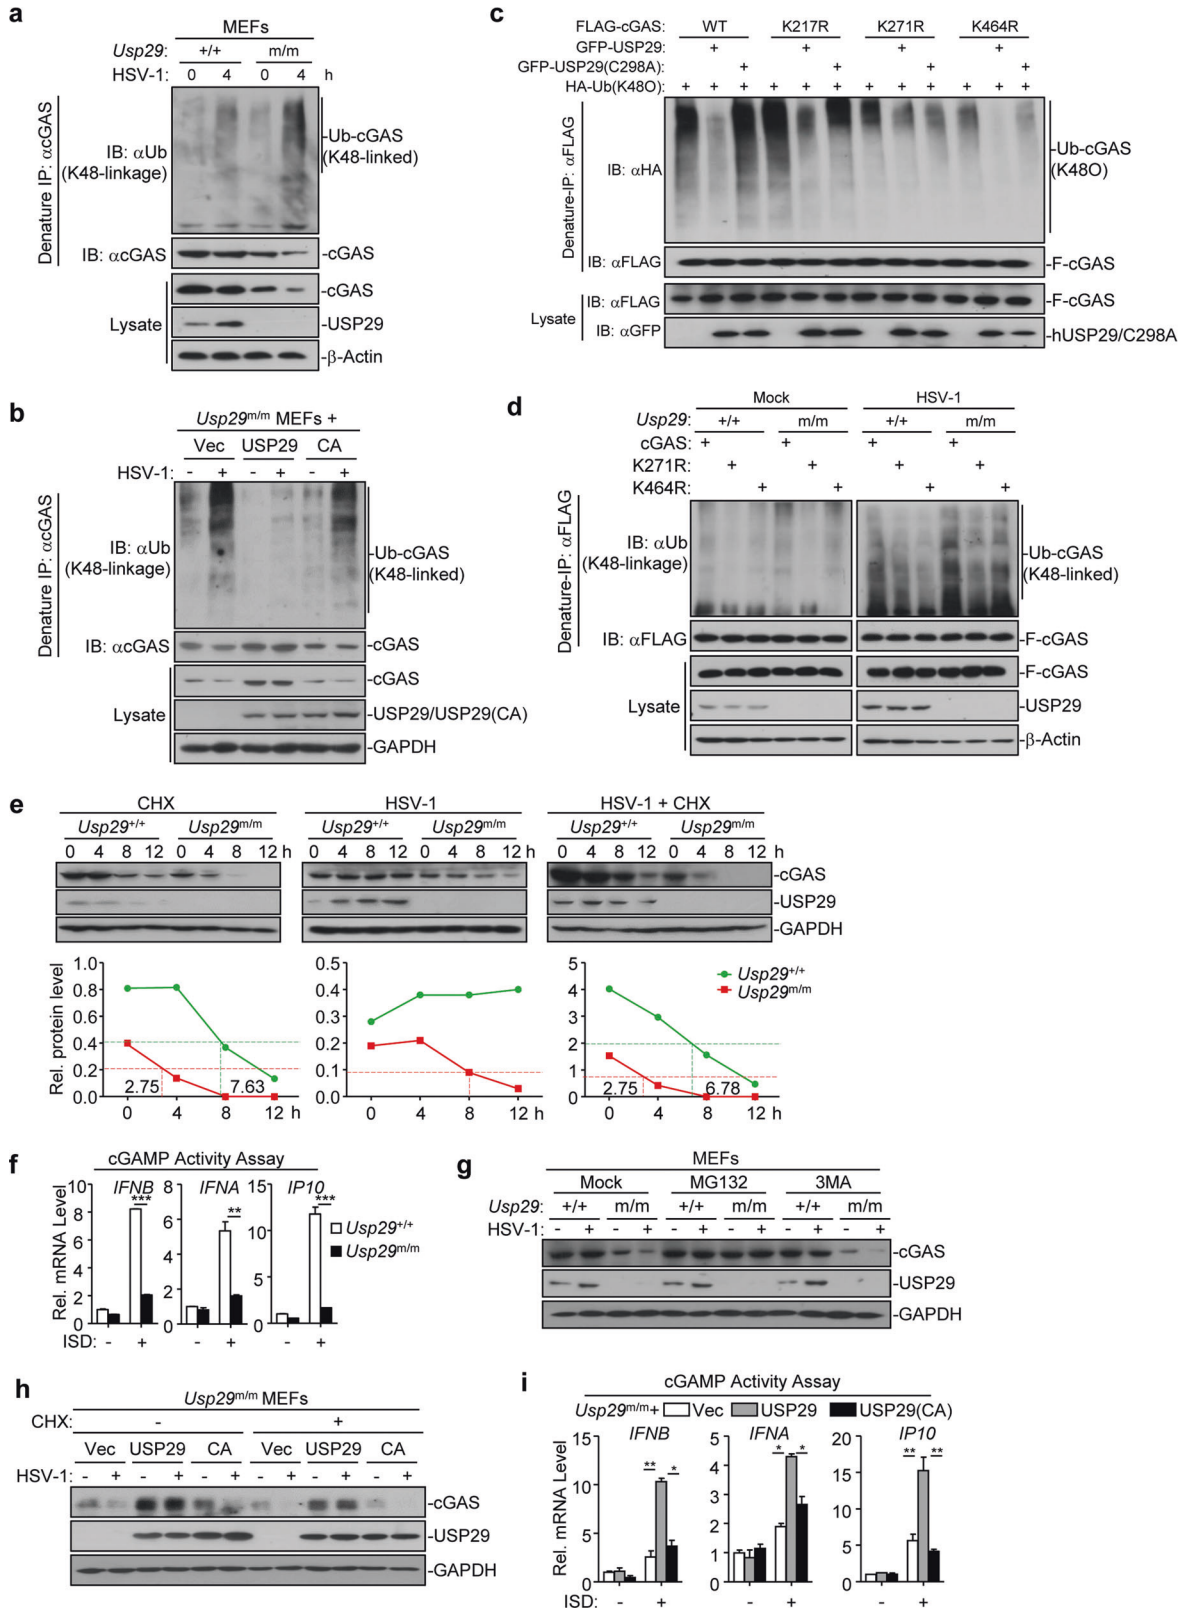 a
MEFs
Usp29: +/+ m/m
HSV-1: 0 4 0 4 h
Denature IP: αcGAS
IB: αUb
(K48-linkage)
Ub-cGAS
(K48-linked)
IB: αcGAS -cGAS
Lysate
-cGAS
-USP29
-β-Actin
b
Usp29m/m MEFs +
Vec USP29 CA
HSV-1: - + - + - +
Denature IP: αcGAS
IB: αUb
(K48-linkage)
Ub-cGAS
(K48-linked)
IB: αcGAS -cGAS
Lysate
-cGAS
-USP29/USP29(CA)
-GAPDH
c
FLAG-cGAS: WT K217R K271R K464R
GFP-USP29: + + + +
GFP-USP29(C298A) + + + +
HA-Ub(K48O) + + + + + + + + + + + +
Denature-IP: αFLAG
IB: αHA
Ub-cGAS
(K48O)
IB: αFLAG -F-cGAS
Lysate
IB: αFLAG -F-cGAS
IB: αGFP -hUSP29/C298A
d
Mock HSV-1
Usp29: +/+ m/m +/+ m/m
cGAS: + + + +
K271R: + + + +
K464R: + + + +
Denature-IP: αFLAG
IB: αUb
(K48-linkage)
Ub-cGAS
(K48-linked)
IB: αFLAG -F-cGAS
Lysate
-F-cGAS
-USP29
-β-Actin
e
CHX HSV-1 HSV-1 + CHX
Usp29+/+ Usp29m/m Usp29+/+ Usp29m/m Usp29+/+ Usp29m/m
0 4 8 12 0 4 8 12 h 0 4 8 12 0 4 8 12 h 0 4 8 12 0 4 8 12 h
-cGAS
-USP29
-GAPDH
Rel. protein level
1.0 0.8 0.6 0.4 0.2 0.0
2.75 7.63
0 4 8 12 h
0.5 0.4 0.3 0.2 0.1 0.0
0 4 8 12 h
5 4 3 2 1 0
2.75 6.78
0 4 8 12 h
Usp29+/+
Usp29m/m
f
cGAMP Activity Assay
IFNB IFNA IP10
Rel. mRNA Level
10 8 6 4 2 0
***
8 6 4 2 0
**
15 10 5 0
***
Usp29+/+
Usp29m/m
ISD: - + - + - +
g
MEFs
Mock MG132 3MA
Usp29: +/+ m/m +/+ m/m +/+ m/m
HSV-1: - + - + - + - + - + - +
-cGAS
-USP29
-GAPDH
h
Usp29m/m MEFs
CHX: - +
Vec USP29 CA Vec USP29 CA
HSV-1: - + - + - + - + - + - +
-cGAS
-USP29
-GAPDH
i
cGAMP Activity Assay
Usp29m/m+ Vec USP29 USP29(CA)
IFNB IFNA IP10
Rel. mRNA Level
15 10 5 0
** *
5 4 3 2 1 0
* *
15 10 5 0
** **
20
ISD: - + - + - +